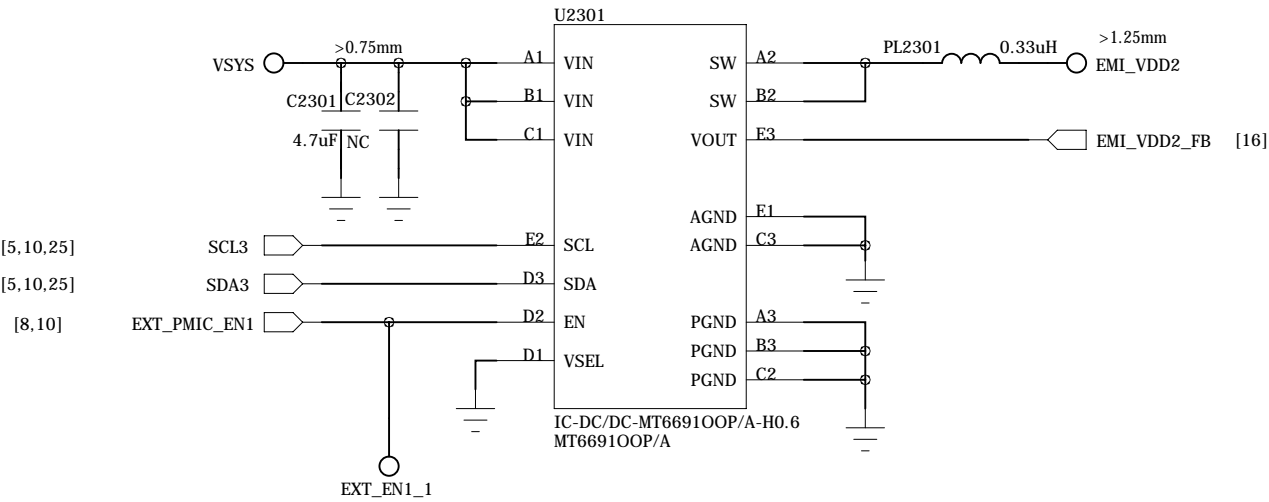 U2301
VSYS
>0.75mm
A1 VIN
B1 VIN
C1 VIN
C2301 C2302
4.7uF NC
SW A2
SW B2
VOUT E3
PL2301 0.33uH
>1.25mm
EMI_VDD2
EMI_VDD2_FB [16]
AGND E1
AGND C3
[5,10,25] SCL3 E2 SCL
[5,10,25] SDA3 D3 SDA
[8,10] EXT_PMIC_EN1 D2 EN
D1 VSEL
PGND A3
PGND B3
PGND C2
IC-DC/DC-MT6691OOP/A-H0.6
MT6691OOP/A
EXT_EN1_1